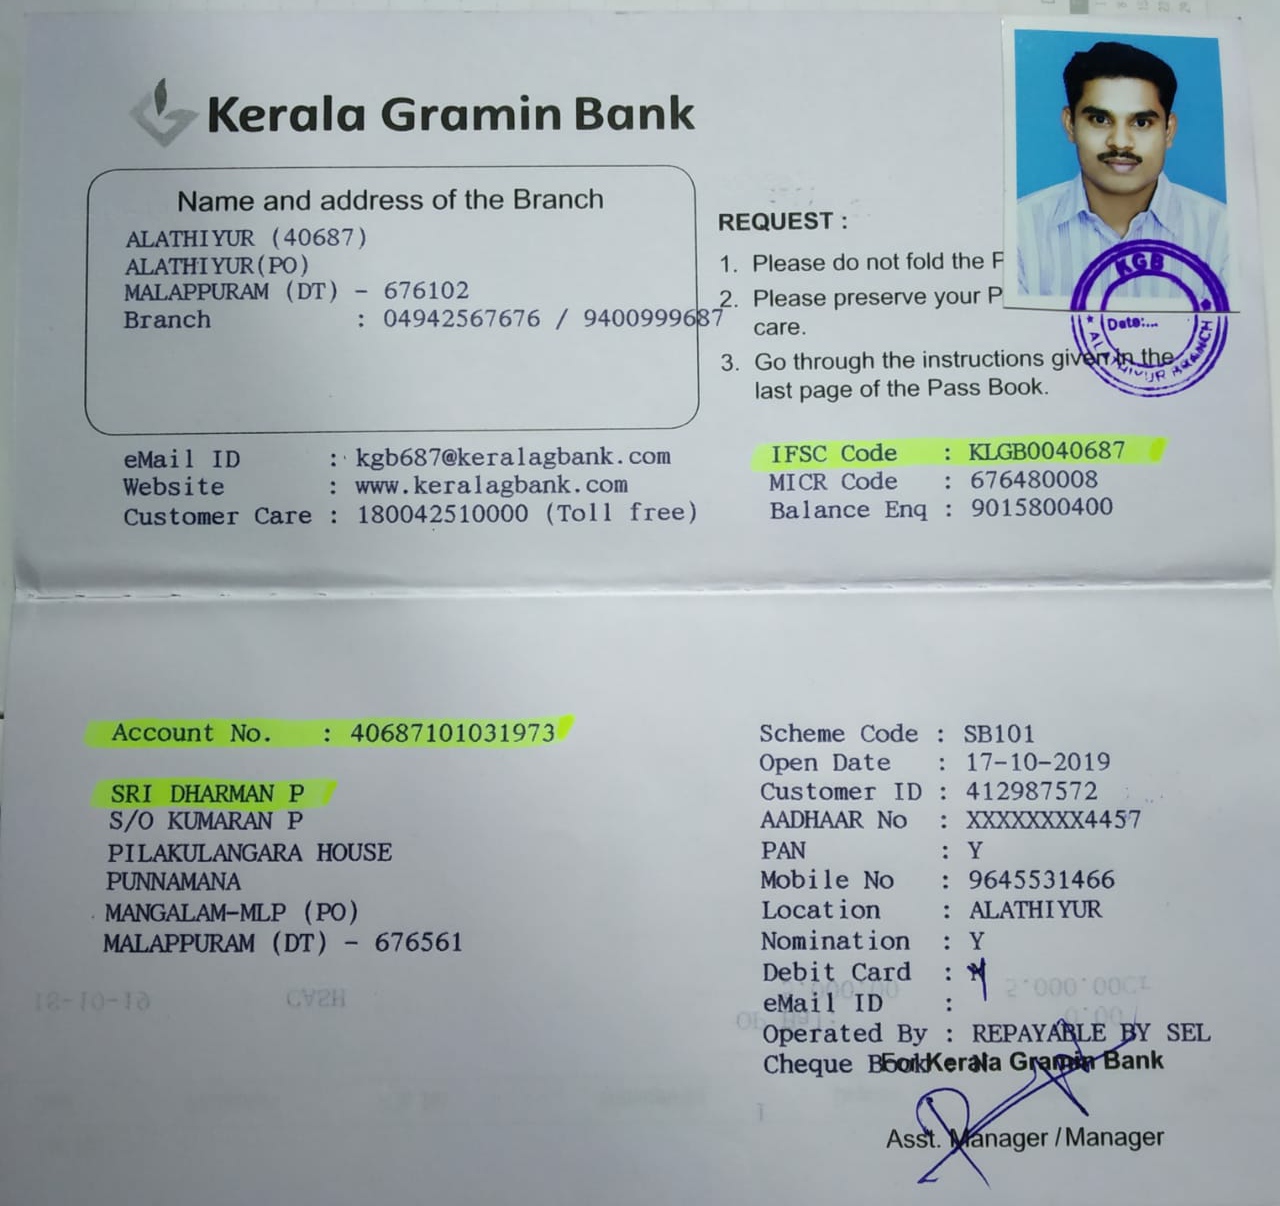 Kerala Gramin Bank
Name and address of the Branch
ALATHIYUR (40687)
ALATHIYUR(PO)
MALAPPURAM (DT) - 676102
Branch : 04942567676 / 9400999687
REQUEST :
1. Please do not fold the P
2. Please preserve your P
care.
3. Go through the instructions given in the
last page of the Pass Book.
KGB
Date:...
ALATHIYUR BRANCH
eMail ID : kgb687@keralagbank.com
Website : www.keralagbank.com
Customer Care : 180042510000 (Toll free)
IFSC Code : KLGB0040687
MICR Code : 676480008
Balance Enq : 9015800400
Account No. : 40687101031973
SRI DHARMAN P
S/O KUMARAN P
PILAKULANGARA HOUSE
PUNNAMANA
MANGALAM-MLP (PO)
MALAPPURAM (DT) - 676561
Scheme Code : SB101
Open Date : 17-10-2019
Customer ID : 412987572
AADHAAR No : XXXXXXXX4457
PAN : Y
Mobile No : 9645531466
Location : ALATHIYUR
Nomination : Y
Debit Card :
eMail ID :
Operated By : REPAYABLE BY SEL
Cheque Book : N
For Kerala Gramin Bank
Asst. Manager / Manager